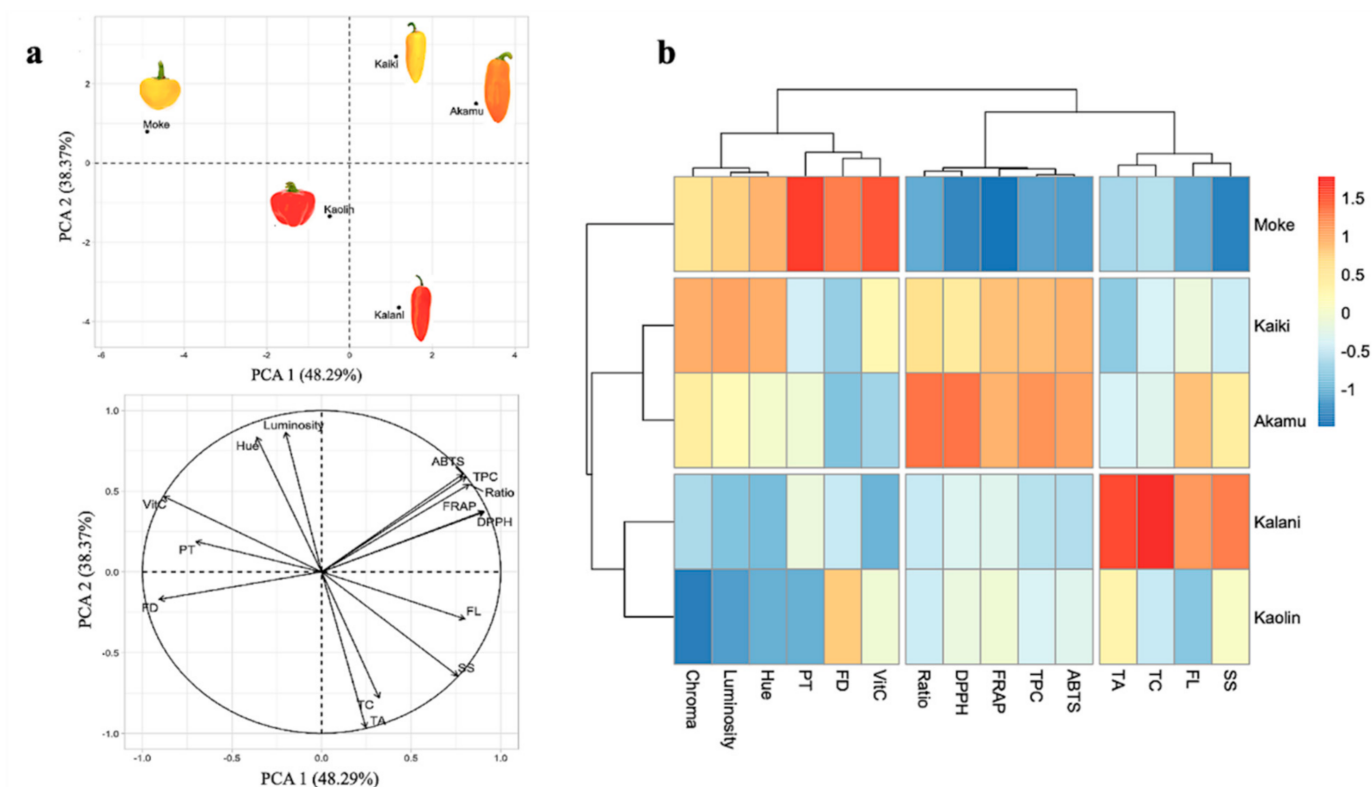 a
PCA 2 (38.37%)
2
0
-2
-4
Kaiki
Akamu
Moke
Kaolin
Kalani
-6
-4
-2
0
2
4
PCA 1 (48.29%)
PCA 2 (38.37%)
1.0
0.5
0.0
-0.5
-1.0
Luminosity
Hue
ABTS
TPC
Ratio
VitC
FRAP
DPPH
PT
FD
FL
SS
TC
TA
-1.0
-0.5
0.0
0.5
1.0
PCA 1 (48.29%)
b
Moke
Kaiki
Akamu
Kalani
Kaolin
Chroma
Luminosity
Hue
PT
FD
VitC
Ratio
DPPH
FRAP
TPC
ABTS
TA
TC
FL
SS
1.5
1
0.5
0
-0.5
-1